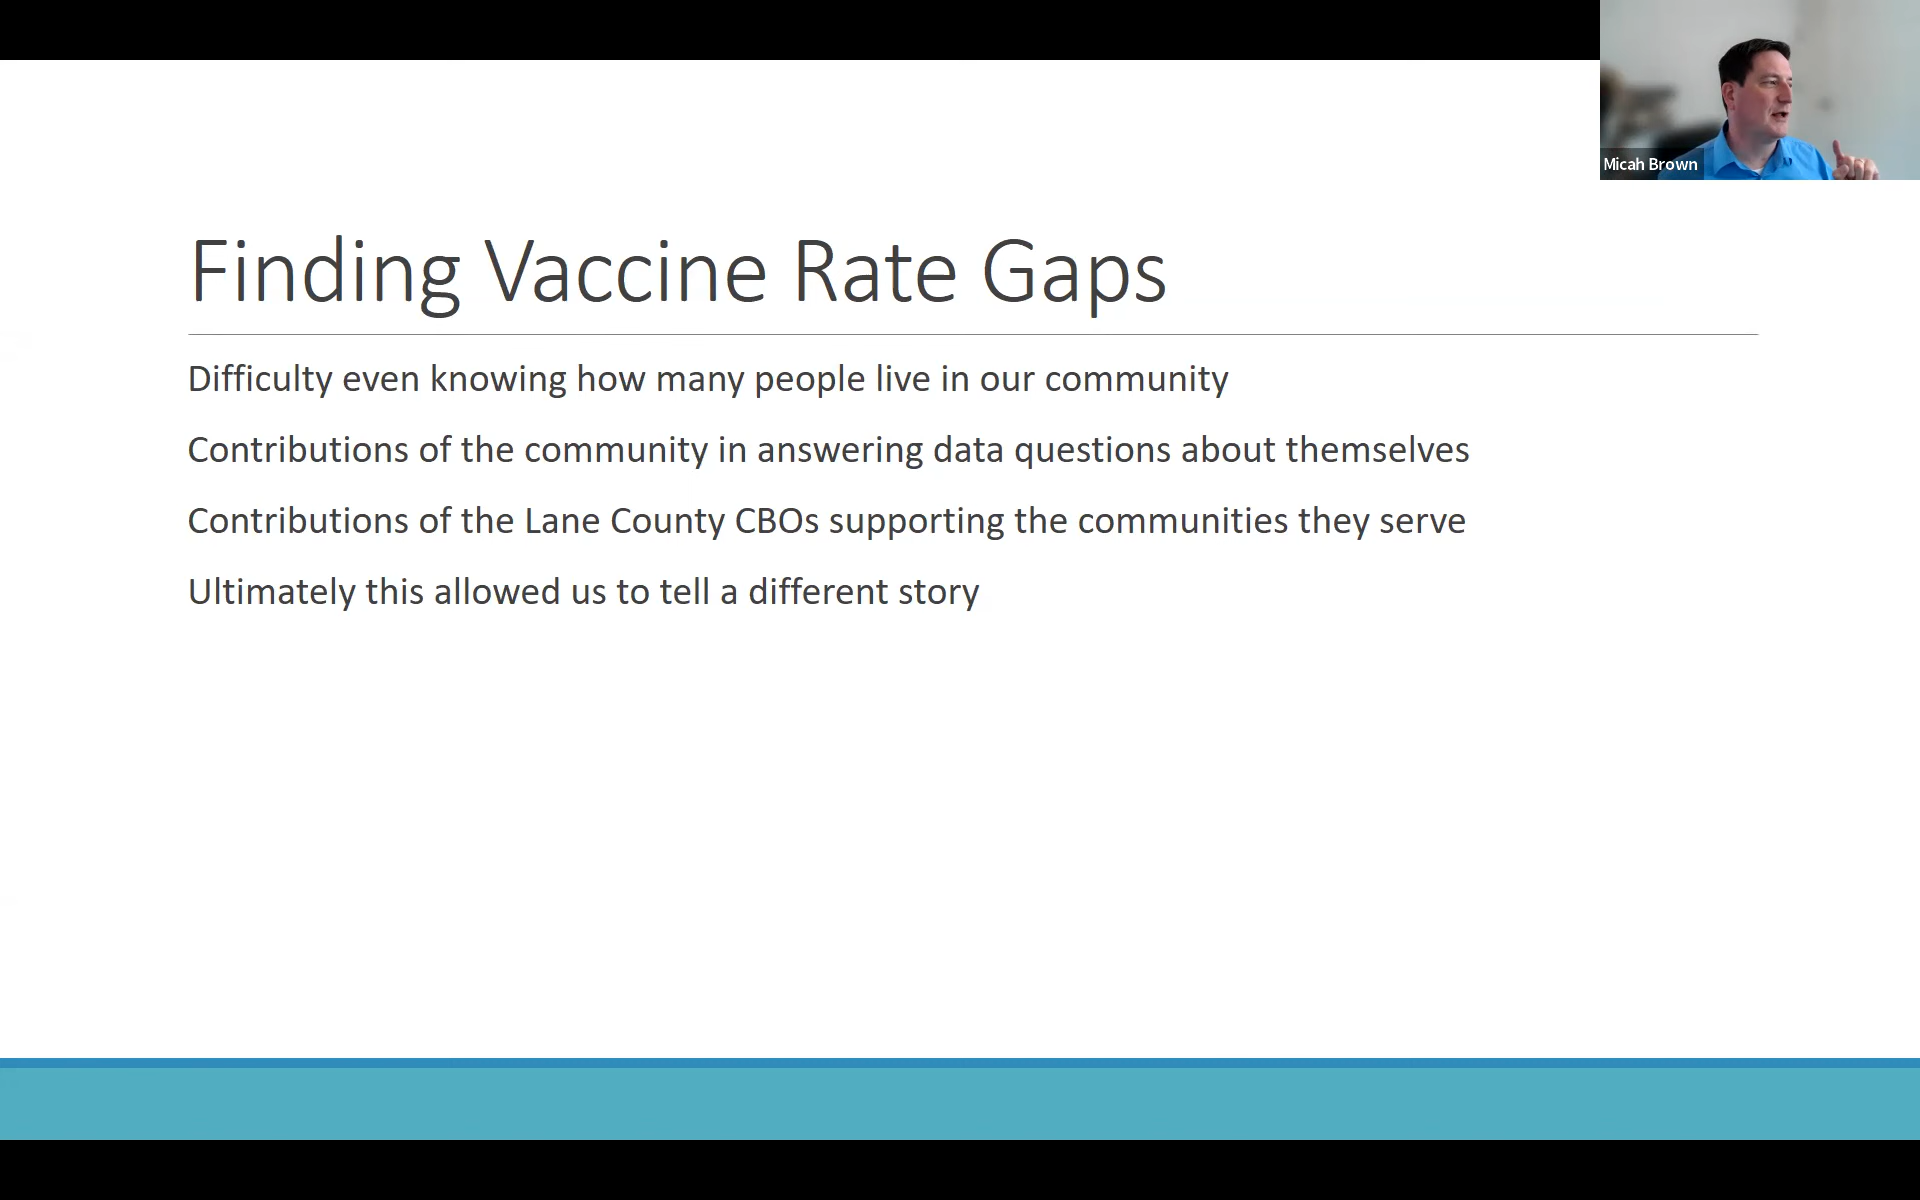 Micah Brown
Finding Vaccine Rate Gaps
Difficulty even knowing how many people live in our community
Contributions of the community in answering data questions about themselves
Contributions of the Lane County CBOs supporting the communities they serve
Ultimately this allowed us to tell a different story